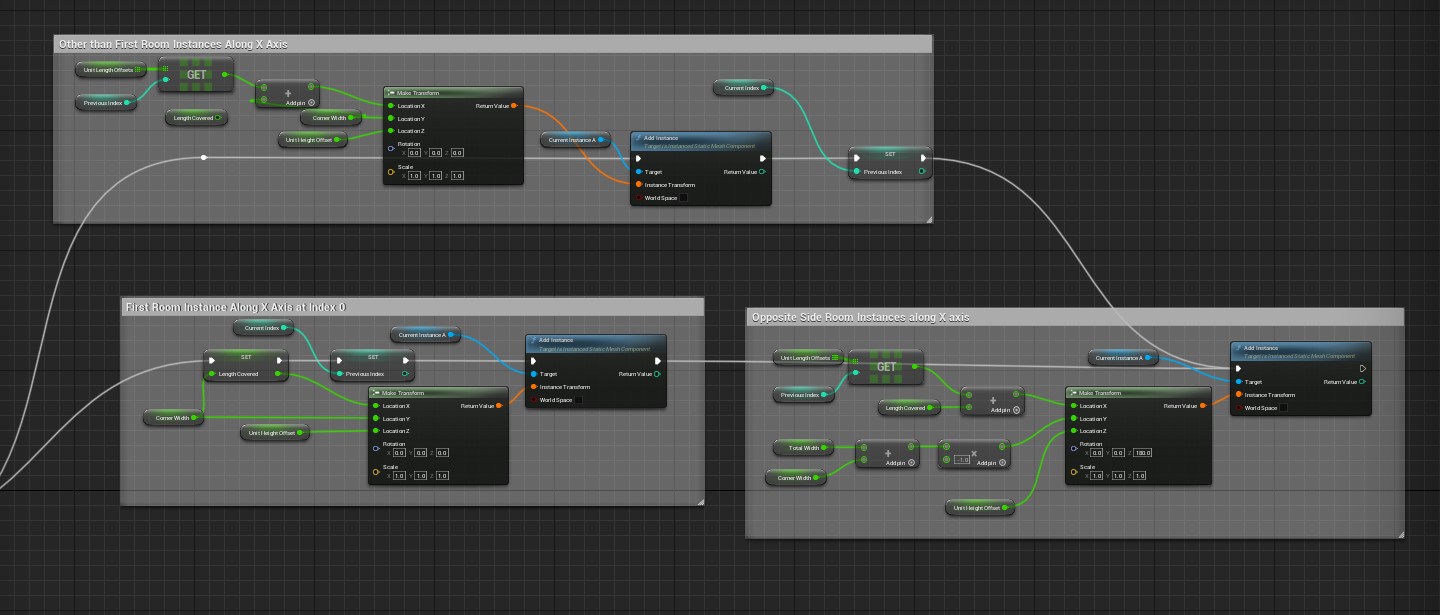 Other than First Room Instances Along X Axis
Unit Length Offsets
GET
Previous Index
+
Add pin
Length Covered
Corner Width
Unit Height Offset
Make Transform
Location X
Return Value
Location Y
Location Z
Rotation
X 0.0 Y 0.0 Z 0.0
Scale
X 1.0 Y 1.0 Z 1.0
Current Instance A
Add Instance
Target is Instanced Static Mesh Component
Target
Return Value
Instance Transform
World Space
Current Index
SET
Previous Index
First Room Instance Along X Axis at Index 0
Current Index
SET
Length Covered
SET
Previous Index
Current Instance A
Corner Width
Unit Height Offset
Make Transform
Location X
Return Value
Location Y
Location Z
Rotation
X 0.0 Y 0.0 Z 0.0
Scale
X 1.0 Y 1.0 Z 1.0
Add Instance
Target is Instanced Static Mesh Component
Target
Return Value
Instance Transform
World Space
Opposite Side Room Instances along X axis
Unit Length Offsets
GET
Previous Index
Length Covered
+
Add pin
Total Width
Corner Width
+
Add pin
x
-1.0
Add pin
Unit Height Offset
Make Transform
Location X
Return Value
Location Y
Location Z
Rotation
X 0.0 Y 0.0 Z 180.0
Scale
X 1.0 Y 1.0 Z 1.0
Current Instance A
Add Instance
Target is Instanced Static Mesh Component
Target
Return Value
Instance Transform
World Space